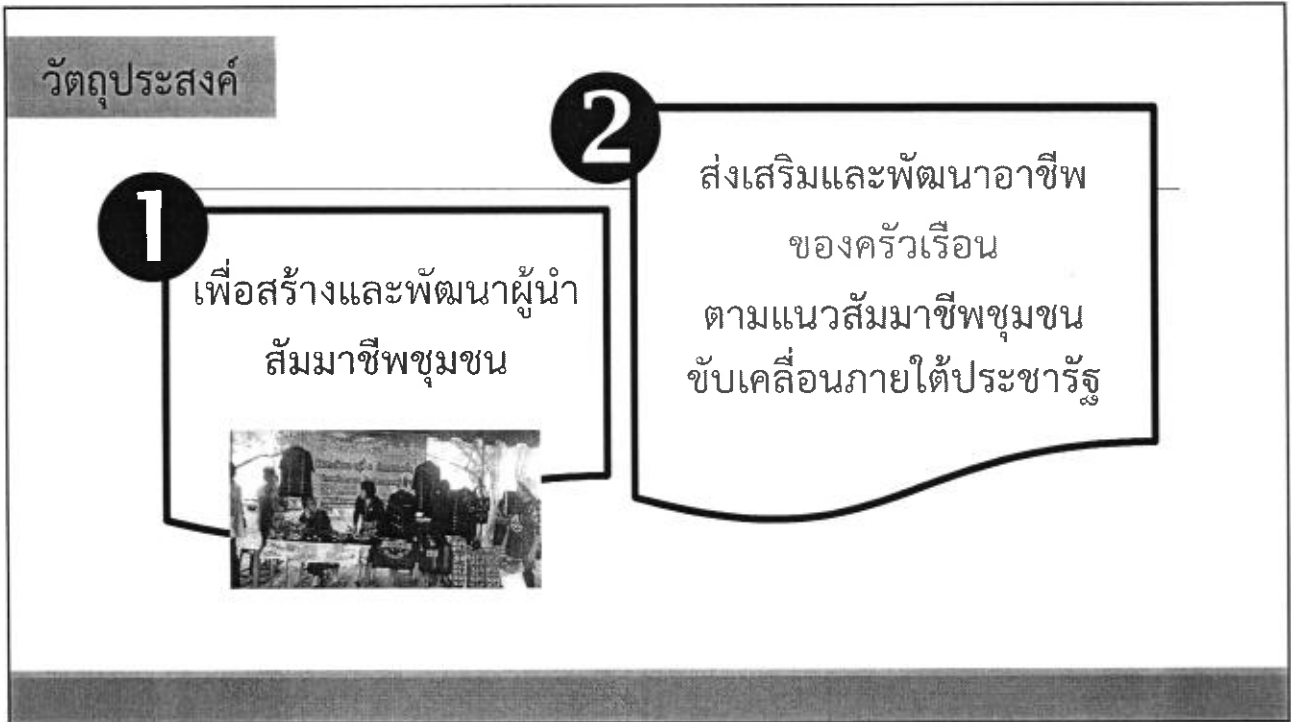 วัตถุประสงค์
1
เพื่อสร้างและพัฒนาผู้นำ
สัมมาชีพชุมชน
2
ส่งเสริมและพัฒนาอาชีพ
ของครัวเรือน
ตามแนวสัมมาชีพชุมชน
ขับเคลื่อนภายใต้ประชารัฐ